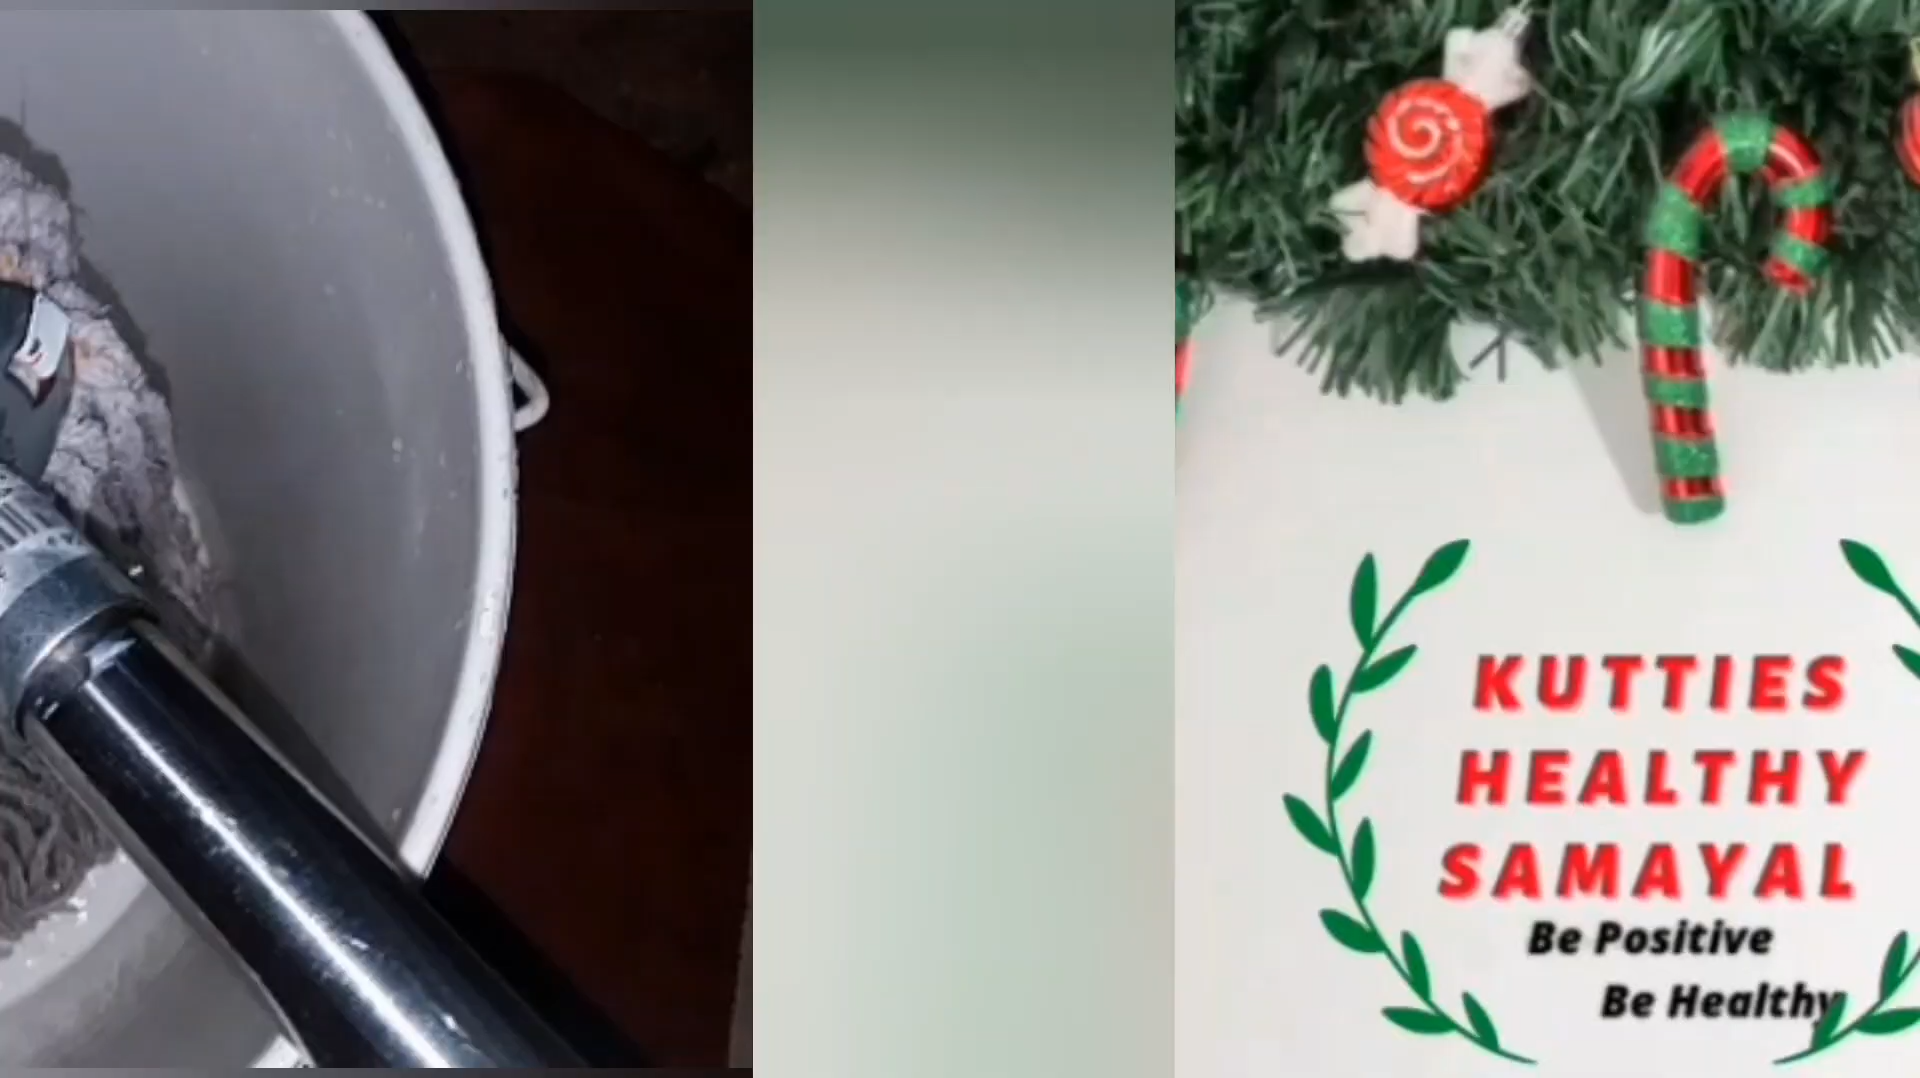 KUTTIES
HEALTHY
SAMAYAL
Be Positive
Be Healthy